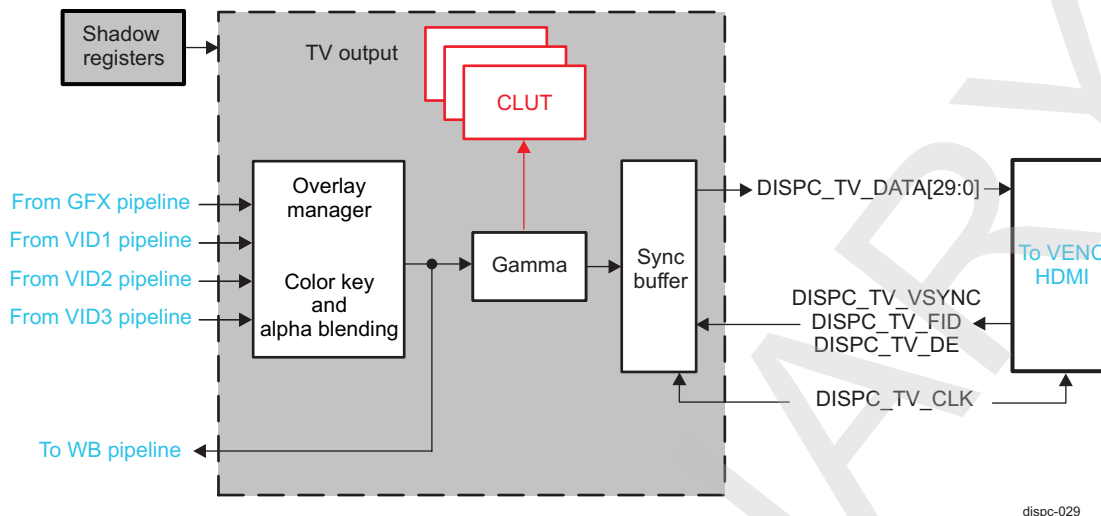 Shadow
registers
TV output
CLUT
From GFX pipeline
From VID1 pipeline
From VID2 pipeline
From VID3 pipeline
Overlay
manager
Color key
and
alpha blending
Gamma
Sync
buffer
DISPC_TV_DATA[29:0]
To VENC
HDMI
DISPC_TV_VSYNC
DISPC_TV_FID
DISPC_TV_DE
DISPC_TV_CLK
To WB pipeline
dispc-029